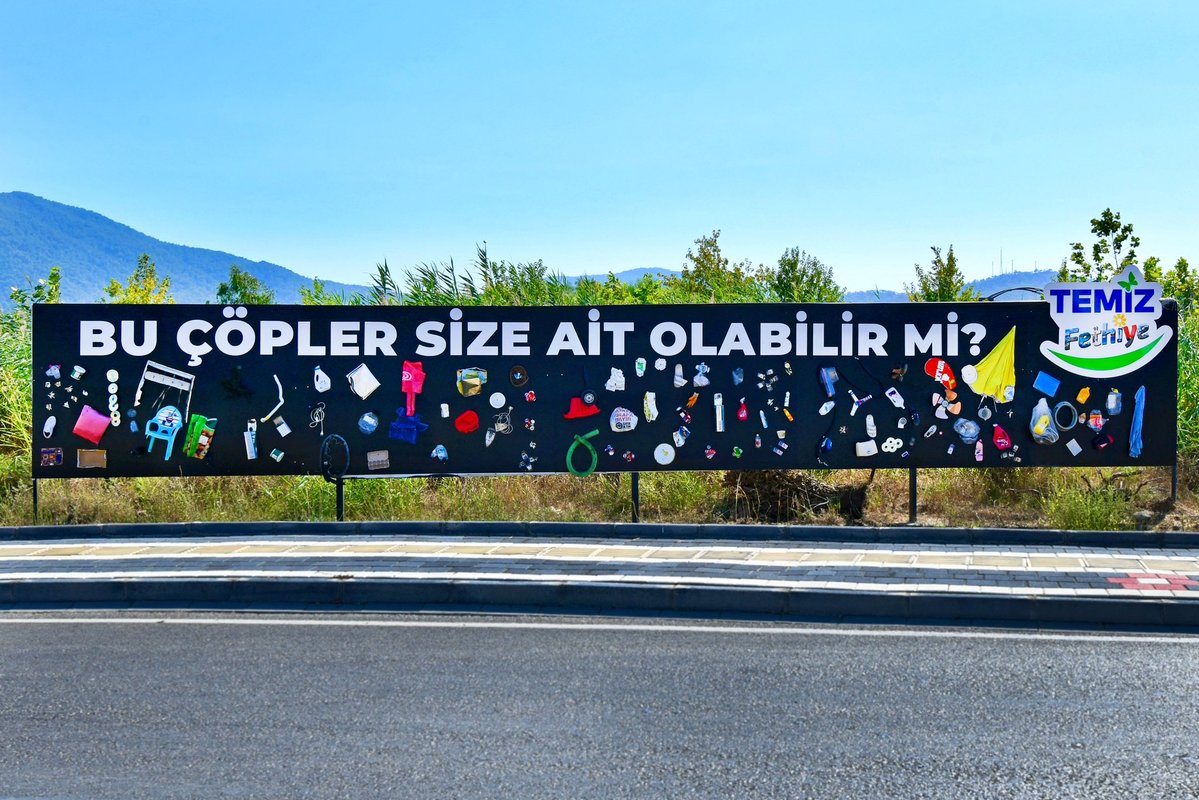 BU ÇÖPLER SİZE AİT OLABİLİR Mİ?
TEMİZ
Fethiye